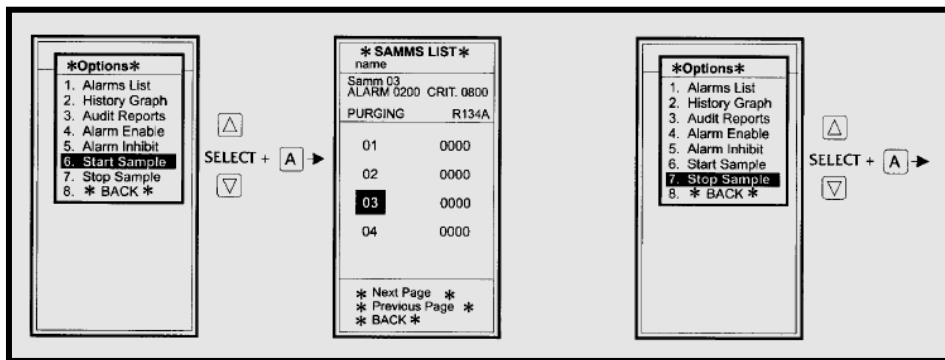 *Options*
1. Alarms List
2. History Graph
3. Audit Reports
4. Alarm Enable
5. Alarm Inhibit
6. Start Sample
7. Stop Sample
8. * BACK *
SELECT + A
* SAMMS LIST *
name
Samm 03
ALARM 0200 CRIT. 0800
PURGING R134A
01 0000
02 0000
03 0000
04 0000
* Next Page *
* Previous Page *
* BACK *
*Options*
1. Alarms List
2. History Graph
3. Audit Reports
4. Alarm Enable
5. Alarm Inhibit
6. Start Sample
7. Stop Sample
8. * BACK *
SELECT + A